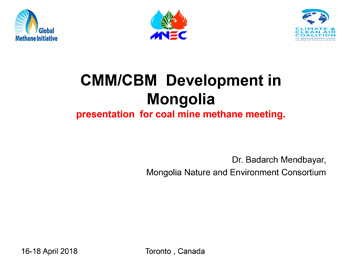 Global
Methane Initiative
MNEC
CLIMATE &
CLEAN AIR
COALITION
CMM/CBM Development in
Mongolia
presentation for coal mine methane meeting.
Dr. Badarch Mendbayar,
Mongolia Nature and Environment Consortium
16-18 April 2018
Toronto , Canada